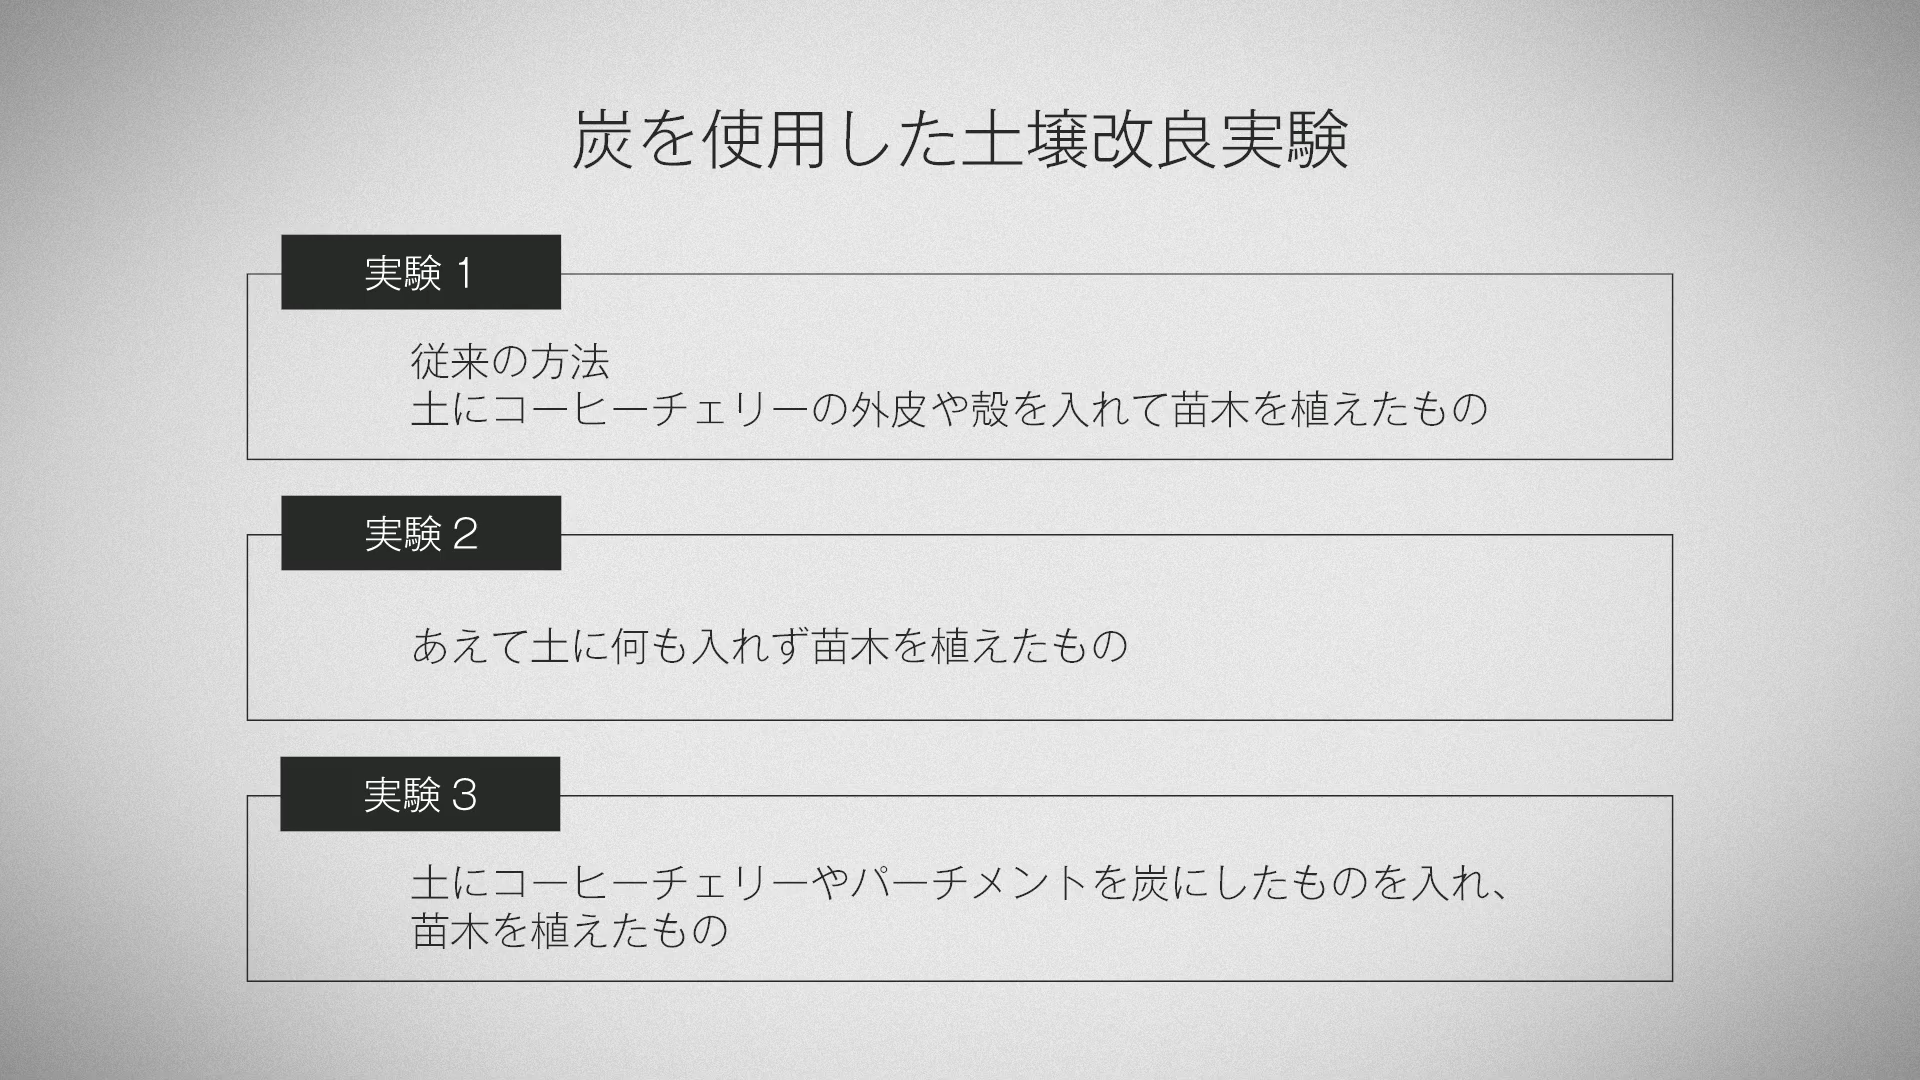 炭を使用した土壌改良実験
実験 1
従来の方法
土にコーヒーチェリーの外皮や殻を入れて苗木を植えたもの
実験 2
あえて土に何も入れず苗木を植えたもの
実験 3
土にコーヒーチェリーやパーチメントを炭にしたものを入れ、
苗木を植えたもの